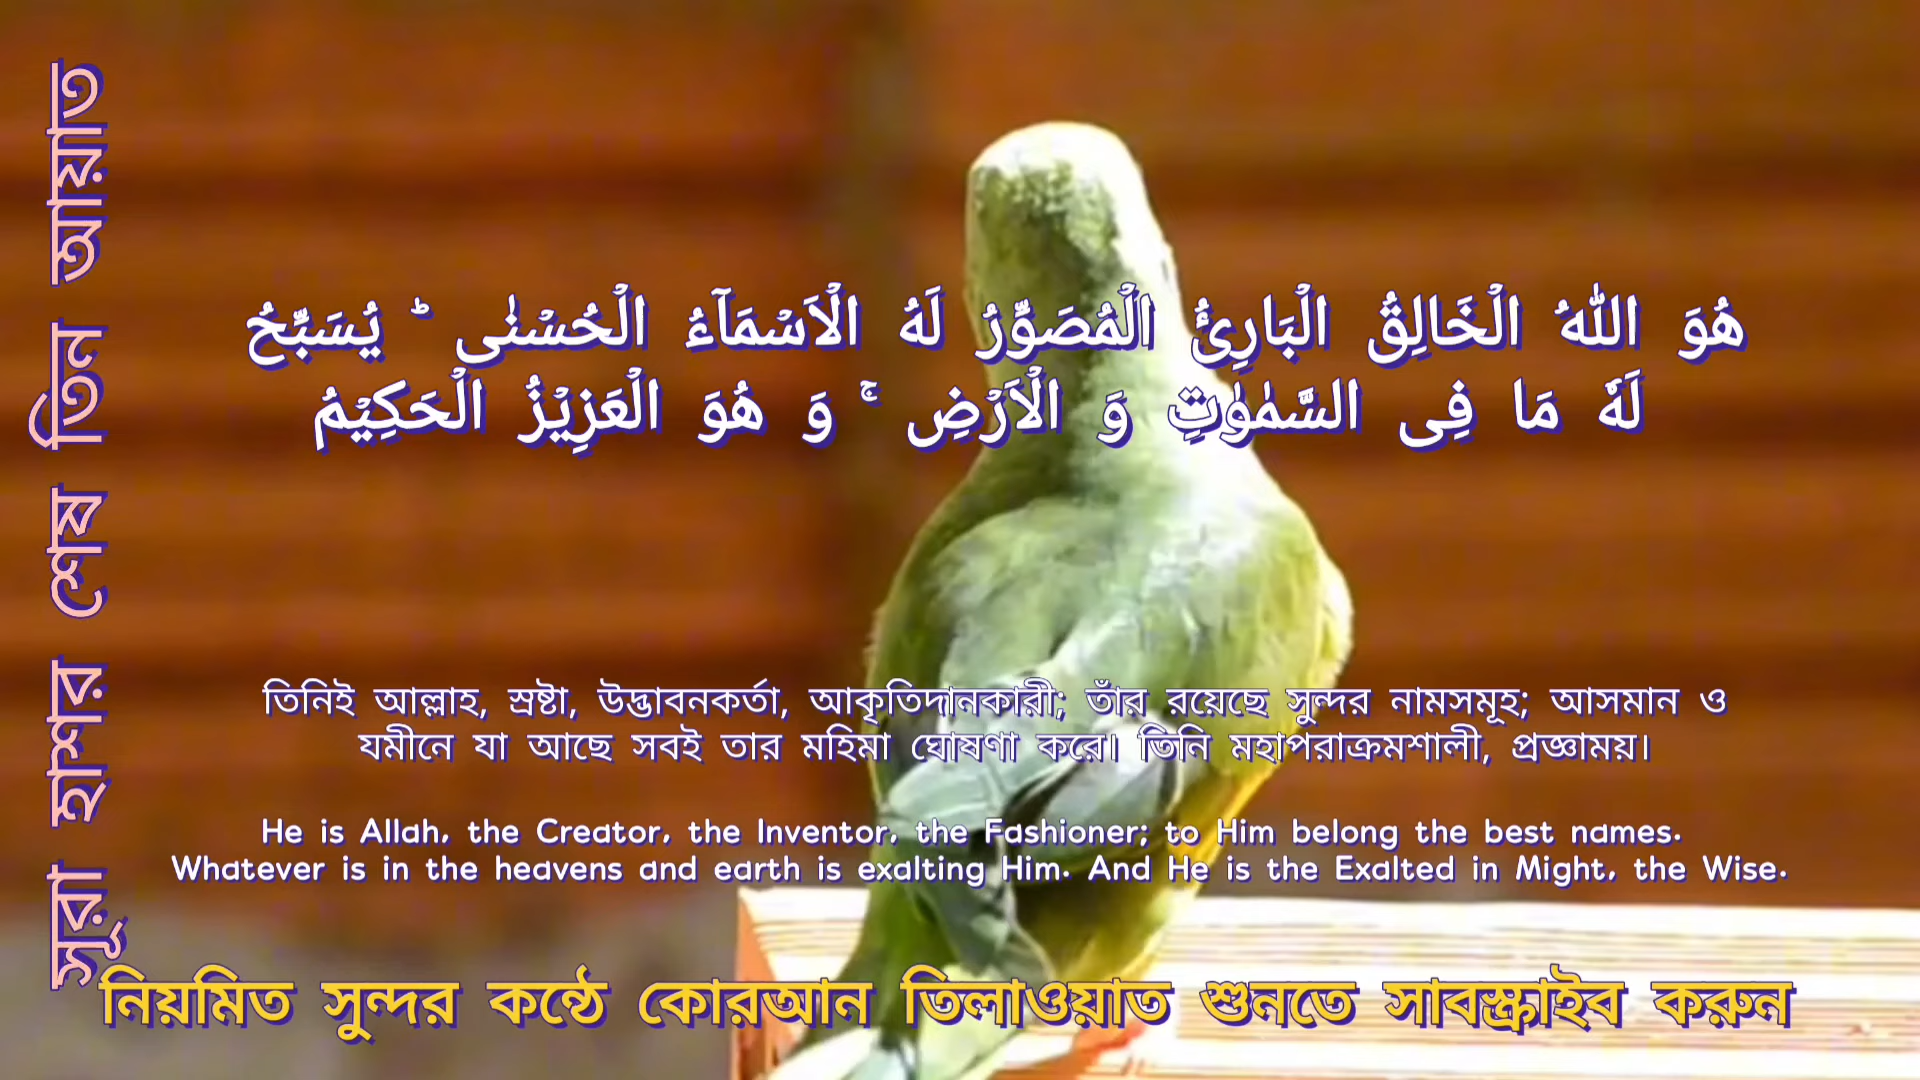 সূরা হাশর শেষ তিন আয়াত
هُوَ اللّٰهُ الْخَالِقُ الْبَارِئُ الْمُصَوِّرُ لَهُ الْاَسْمَآءُ الْحُسْنٰى ؕ يُسَبِّحُ
لَهٗ مَا فِى السَّمٰوٰتِ وَ الْاَرْضِ ۚ وَ هُوَ الْعَزِيْزُ الْحَكِيْمُ
তিনিই আল্লাহ, স্রষ্টা, উদ্ভাবনকর্তা, আকৃতিদানকারী; তাঁর রয়েছে সুন্দর নামসমূহ; আসমান ও
যমীনে যা আছে সবই তার মহিমা ঘোষণা করে। তিনি মহাপরাক্রমশালী, প্রজ্ঞাময়।
He is Allah, the Creator, the Inventor, the Fashioner; to Him belong the best names.
Whatever is in the heavens and earth is exalting Him. And He is the Exalted in Might, the Wise.
নিয়মিত সুন্দর কন্ঠে কোরআন তিলাওয়াত শুনতে সাবস্ক্রাইব করুন